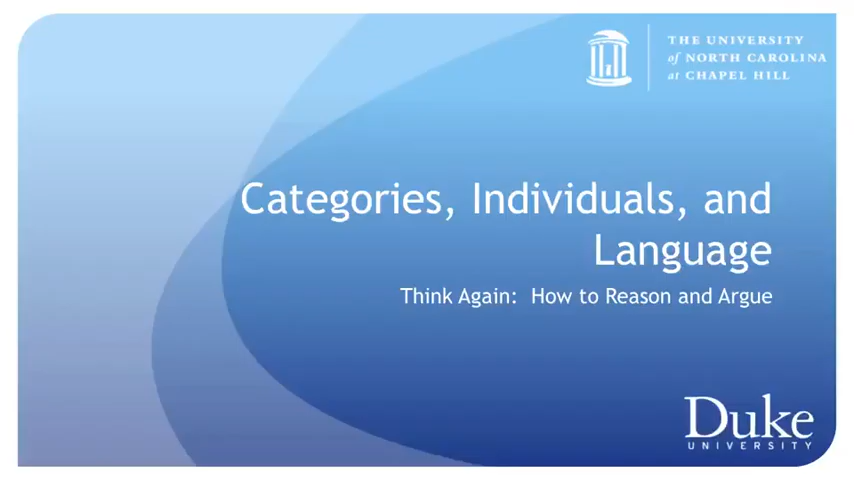 THE UNIVERSITY
of NORTH CAROLINA
at CHAPEL HILL
Categories, Individuals, and
Language
Think Again: How to Reason and Argue
Duke
UNIVERSITY